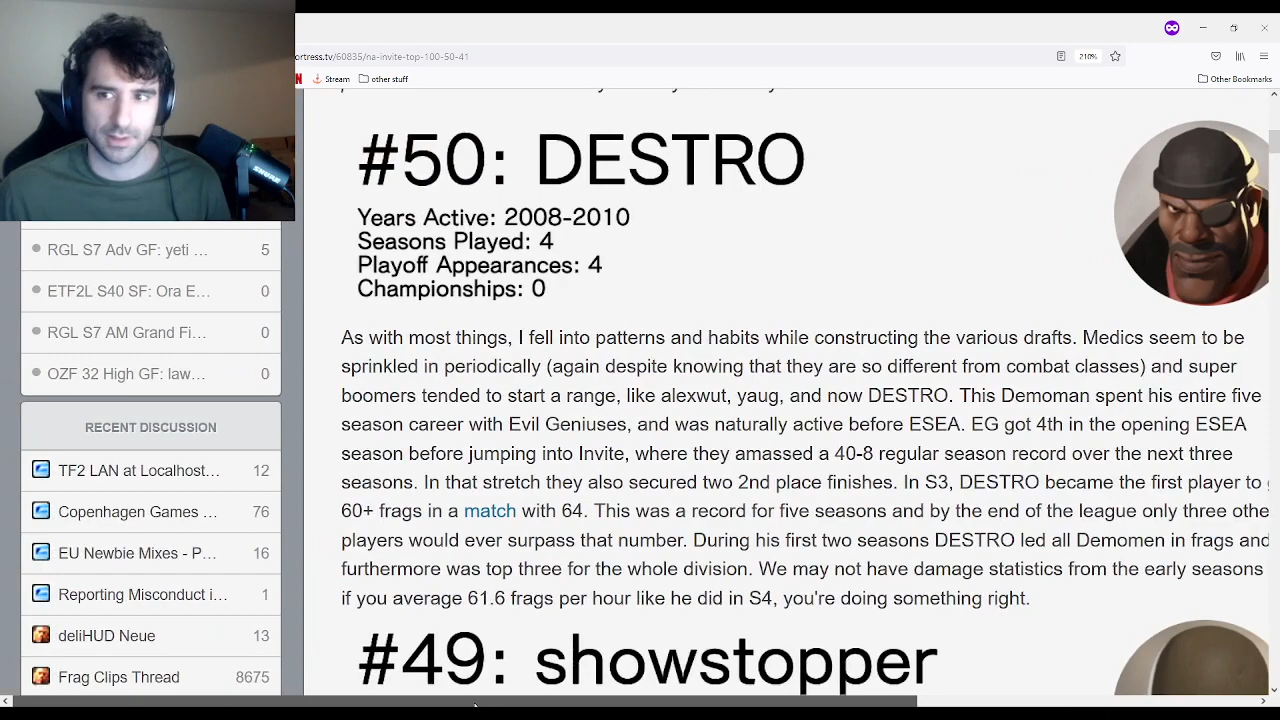 ortress.tv/60835/na-invite-top-100-50-41
210%
Stream
other stuff
Other Bookmarks
SHURE
#50: DESTRO
Years Active: 2008-2010
Seasons Played: 4
Playoff Appearances: 4
Championships: 0
As with most things, I fell into patterns and habits while constructing the various drafts. Medics seem to be
sprinkled in periodically (again despite knowing that they are so different from combat classes) and super
boomers tended to start a range, like alexwut, yaug, and now DESTRO. This Demoman spent his entire five
season career with Evil Geniuses, and was naturally active before ESEA. EG got 4th in the opening ESEA
season before jumping into Invite, where they amassed a 40-8 regular season record over the next three
seasons. In that stretch they also secured two 2nd place finishes. In S3, DESTRO became the first player to
60+ frags in a match with 64. This was a record for five seasons and by the end of the league only three othe
players would ever surpass that number. During his first two seasons DESTRO led all Demomen in frags and
furthermore was top three for the whole division. We may not have damage statistics from the early seasons
if you average 61.6 frags per hour like he did in S4, you're doing something right.
#49: showstopper
RGL S7 Adv GF: yeti ... 5
ETF2L S40 SF: Ora E... 0
RGL S7 AM Grand Fi... 0
OZF 32 High GF: law... 0
RECENT DISCUSSION
TF2 LAN at Localhost... 12
Copenhagen Games ... 76
EU Newbie Mixes - P... 16
Reporting Misconduct i... 1
deliHUD Neue 13
Frag Clips Thread 8675